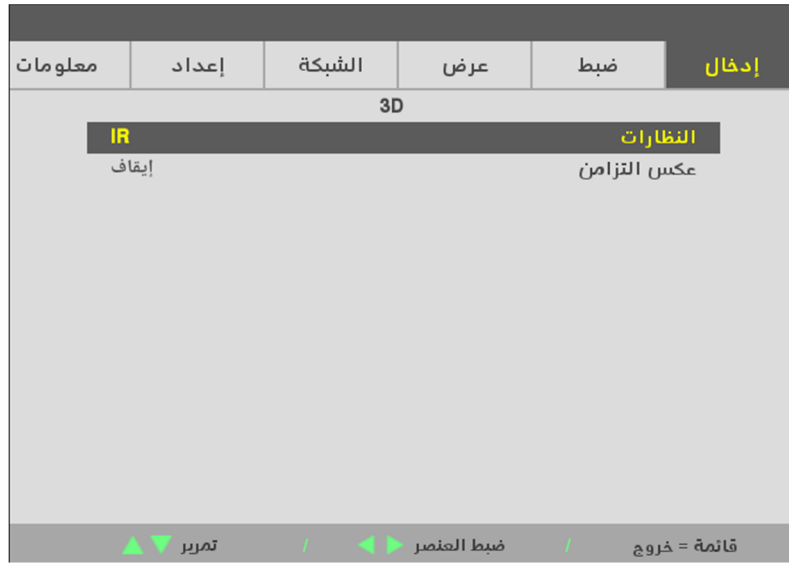 إدخال ضبط عرض الشبكة إعداد معلومات
3D
النظارات IR
عكس التزامن إيقاف
قائمة = خروج / ضبط العنصر / تمرير